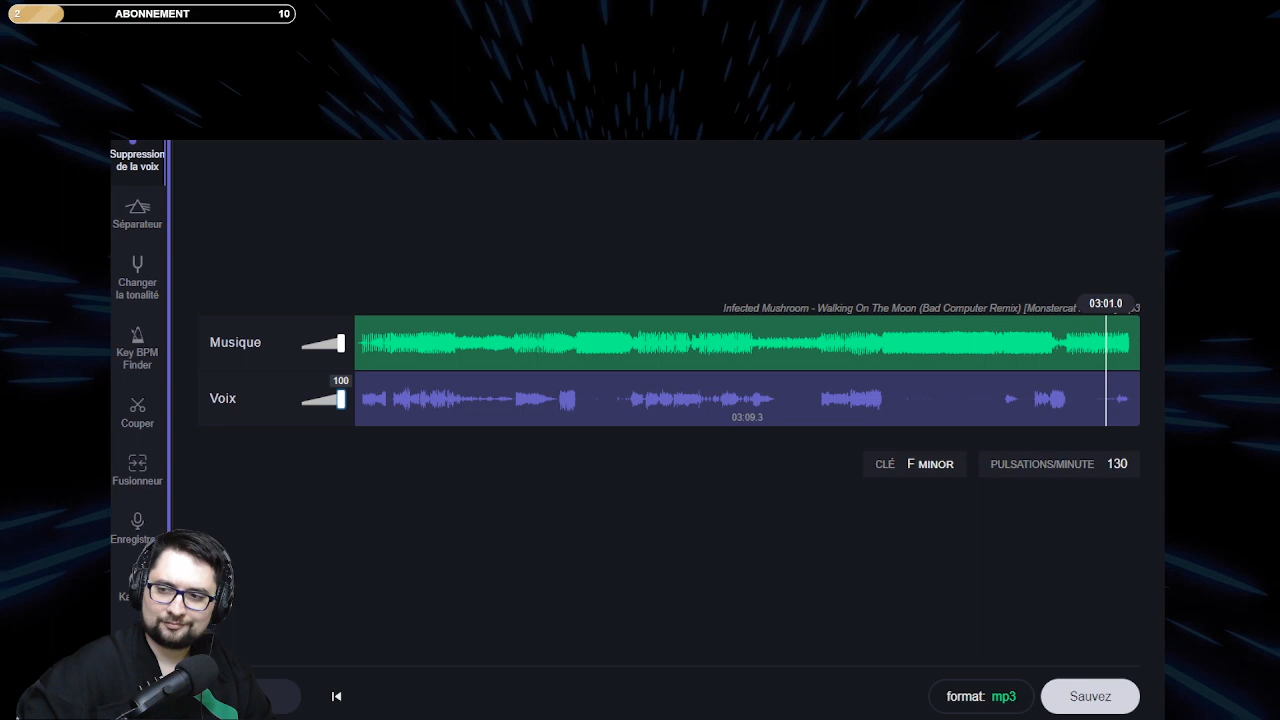 2 ABONNEMENT 10
Suppression
de la voix
Séparateur
Changer
la tonalité
Key BPM
Finder
Couper
Fusionneur
Infected Mushroom - Walking On The Moon (Bad Computer Remix) [Monstercat
03:01.0
Musique
100
Voix
03:09.3
CLÉ F MINOR
PULSATIONS/MINUTE 130
format: mp3
Sauvez